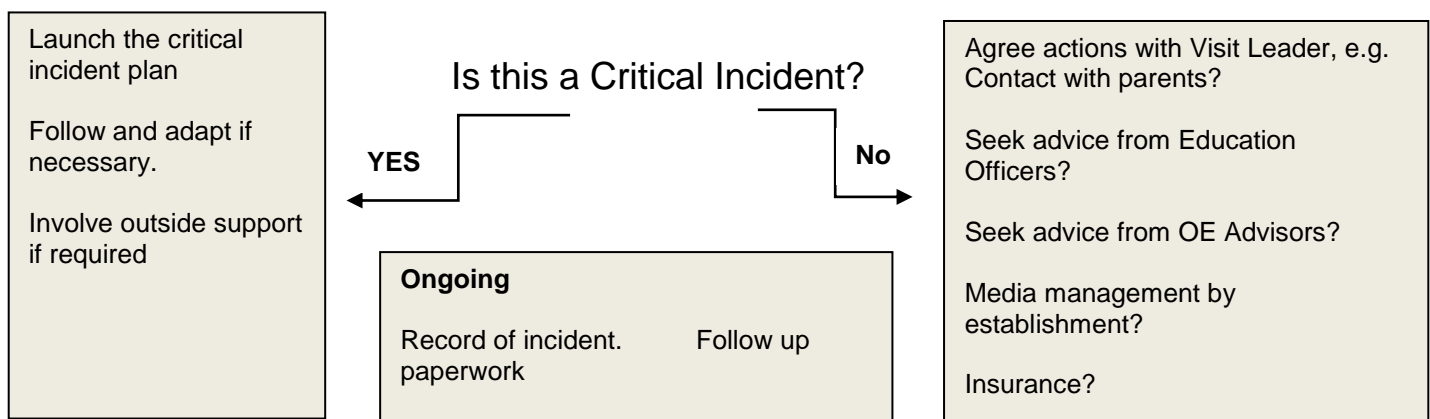 Launch the critical
incident plan
Follow and adapt if
necessary.
Involve outside support
if required
Is this a Critical Incident?
YES
No
Ongoing
Record of incident. Follow up
paperwork
Agree actions with Visit Leader, e.g.
Contact with parents?
Seek advice from Education
Officers?
Seek advice from OE Advisors?
Media management by
establishment?
Insurance?